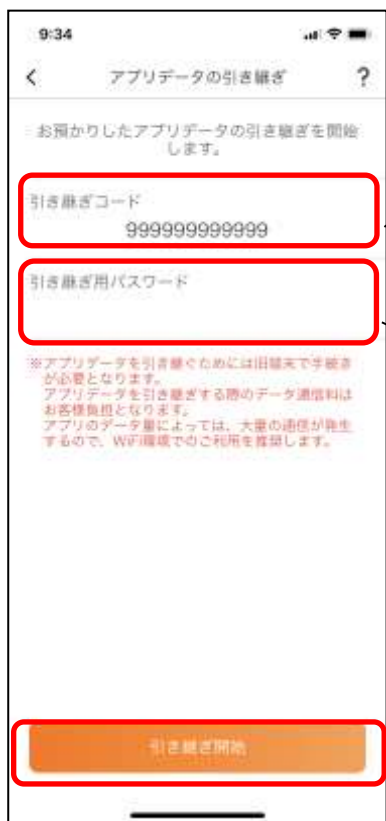 9:34
アプリデータの引き継ぎ
?
お預かりしたアプリデータの引き継ぎを開始
します。
引き継ぎコード
999999999999
引き継ぎ用パスワード
※アプリデータを引き継ぐためには旧端末で手続き
が必要となります。
アプリデータを引き継ぎする際のデータ通信料は
お客様負担となります。
アプリのデータ量によっては、大量の通信が発生
するので、WiFi環境でのご利用を推奨します。
引き継ぎ開始